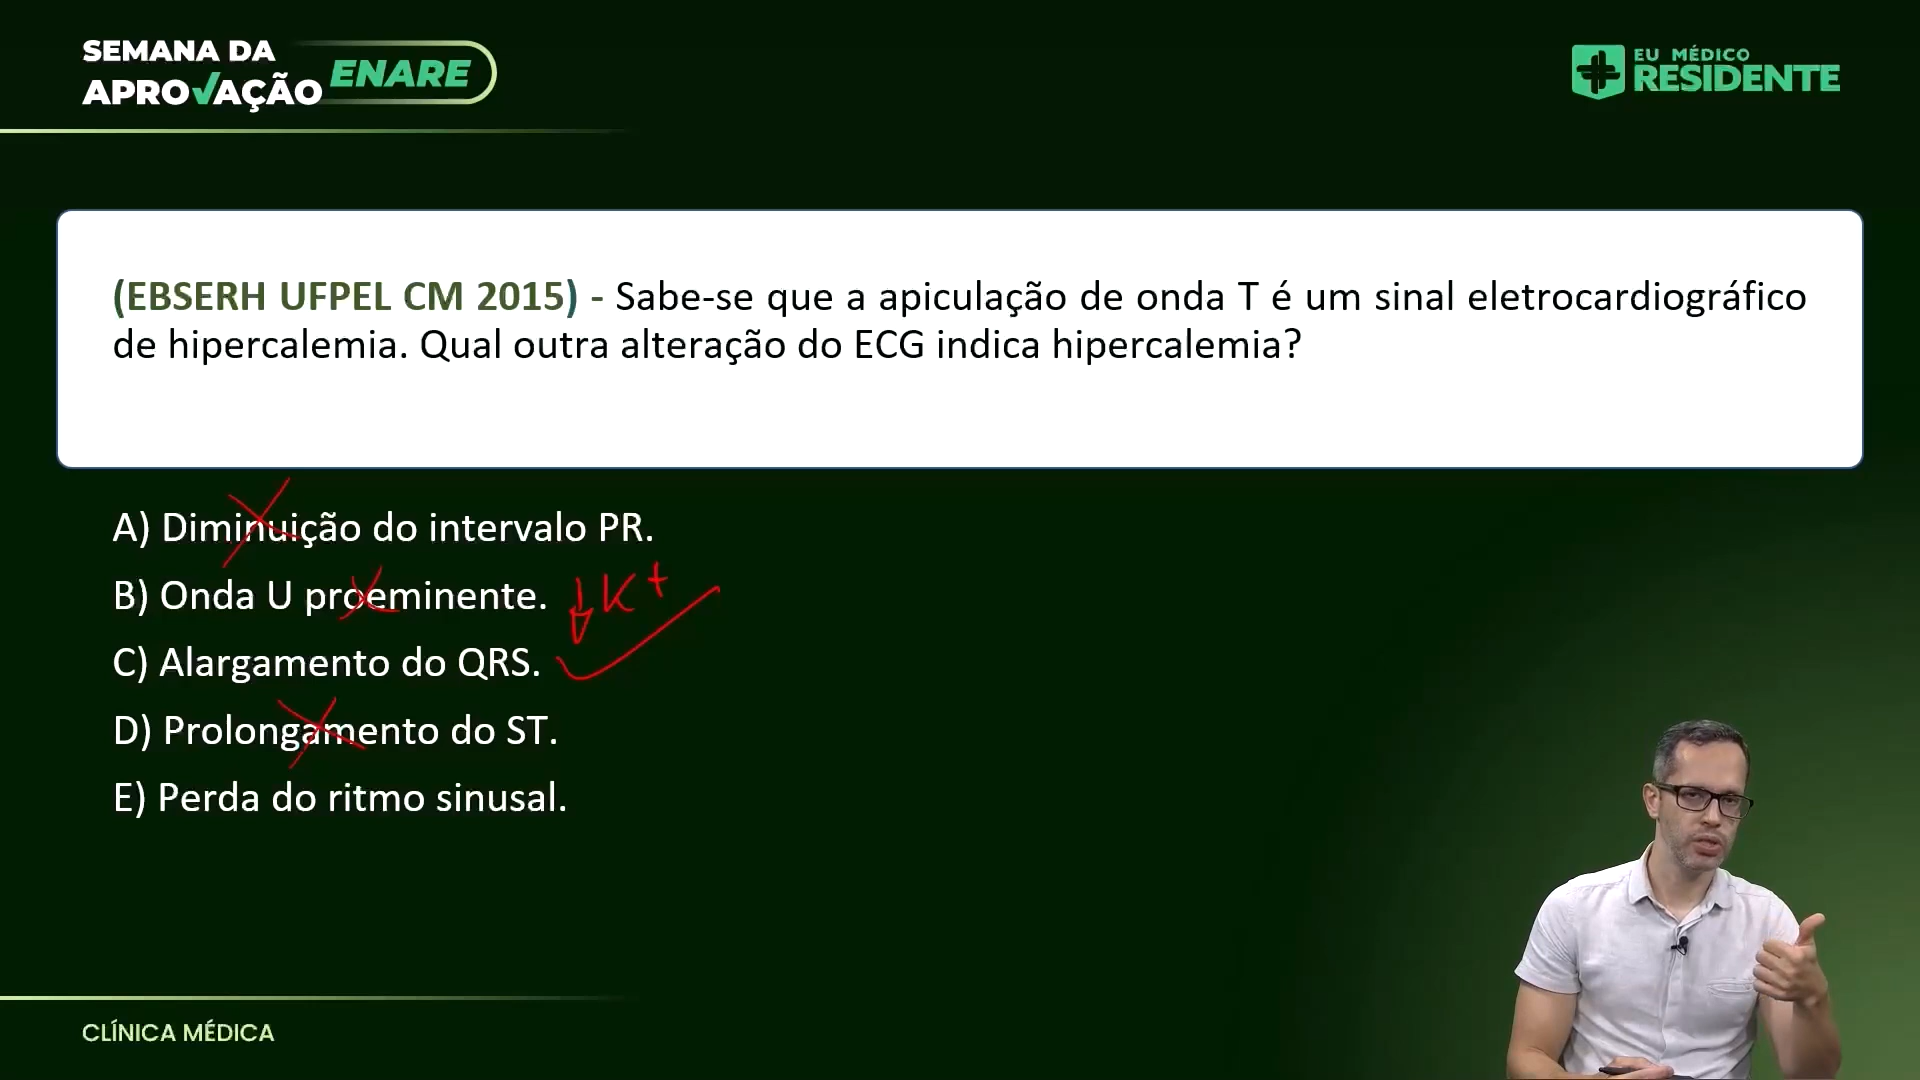 SEMANA DA
APROVAÇÃO ENARE
EU MÉDICO
RESIDENTE
(EBSERH UFPEL CM 2015) - Sabe-se que a apiculação de onda T é um sinal eletrocardiográfico
de hipercalemia. Qual outra alteração do ECG indica hipercalemia?
A) Diminuição do intervalo PR.
B) Onda U proeminente. ↓K+
C) Alargamento do QRS.
D) Prolongamento do ST.
E) Perda do ritmo sinusal.
CLÍNICA MÉDICA